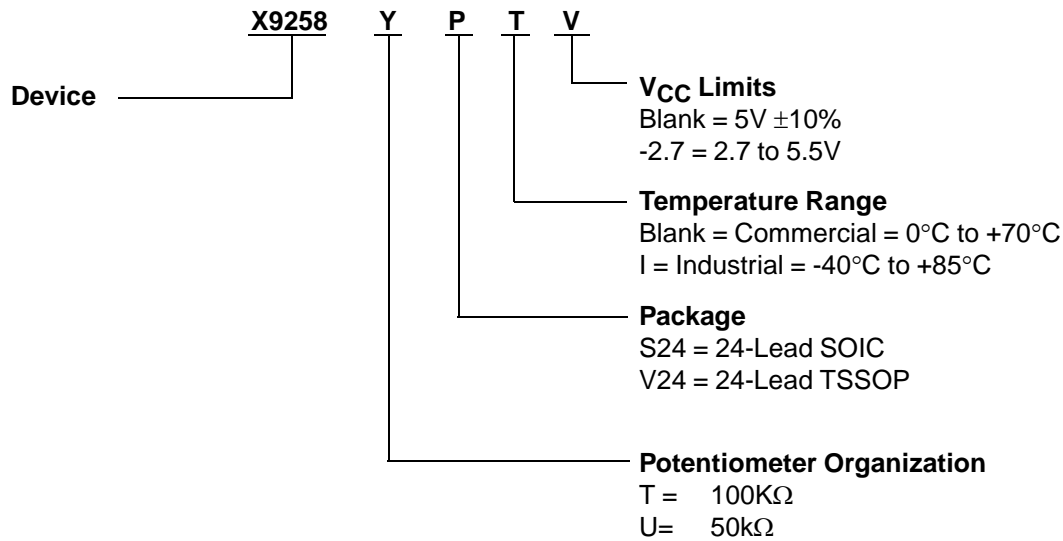 X9258 Y P T V
Device
VCC Limits
Blank = 5V ±10%
-2.7 = 2.7 to 5.5V
Temperature Range
Blank = Commercial = 0°C to +70°C
I = Industrial = -40°C to +85°C
Package
S24 = 24-Lead SOIC
V24 = 24-Lead TSSOP
Potentiometer Organization
T = 100KΩ
U= 50kΩ